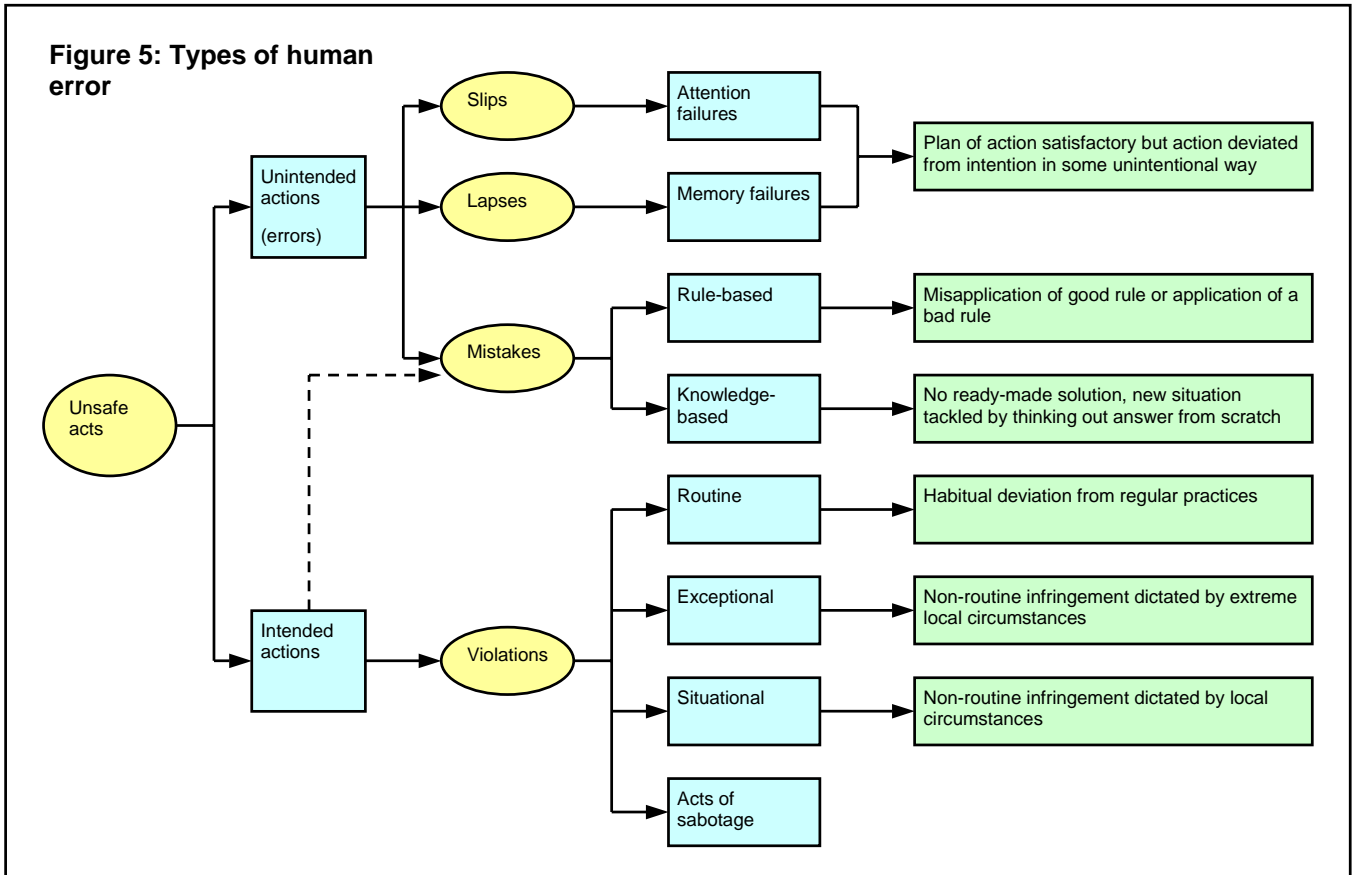 Figure 5: Types of human
error
Slips
Attention
failures
Plan of action satisfactory but action deviated
from intention in some unintentional way
Unintended
actions
(errors)
Lapses
Memory failures
Rule-based
Misapplication of good rule or application of a
bad rule
Mistakes
Knowledge-
based
No ready-made solution, new situation
tackled by thinking out answer from scratch
Unsafe
acts
Routine
Habitual deviation from regular practices
Exceptional
Non-routine infringement dictated by extreme
local circumstances
Intended
actions
Violations
Situational
Non-routine infringement dictated by local
circumstances
Acts of
sabotage